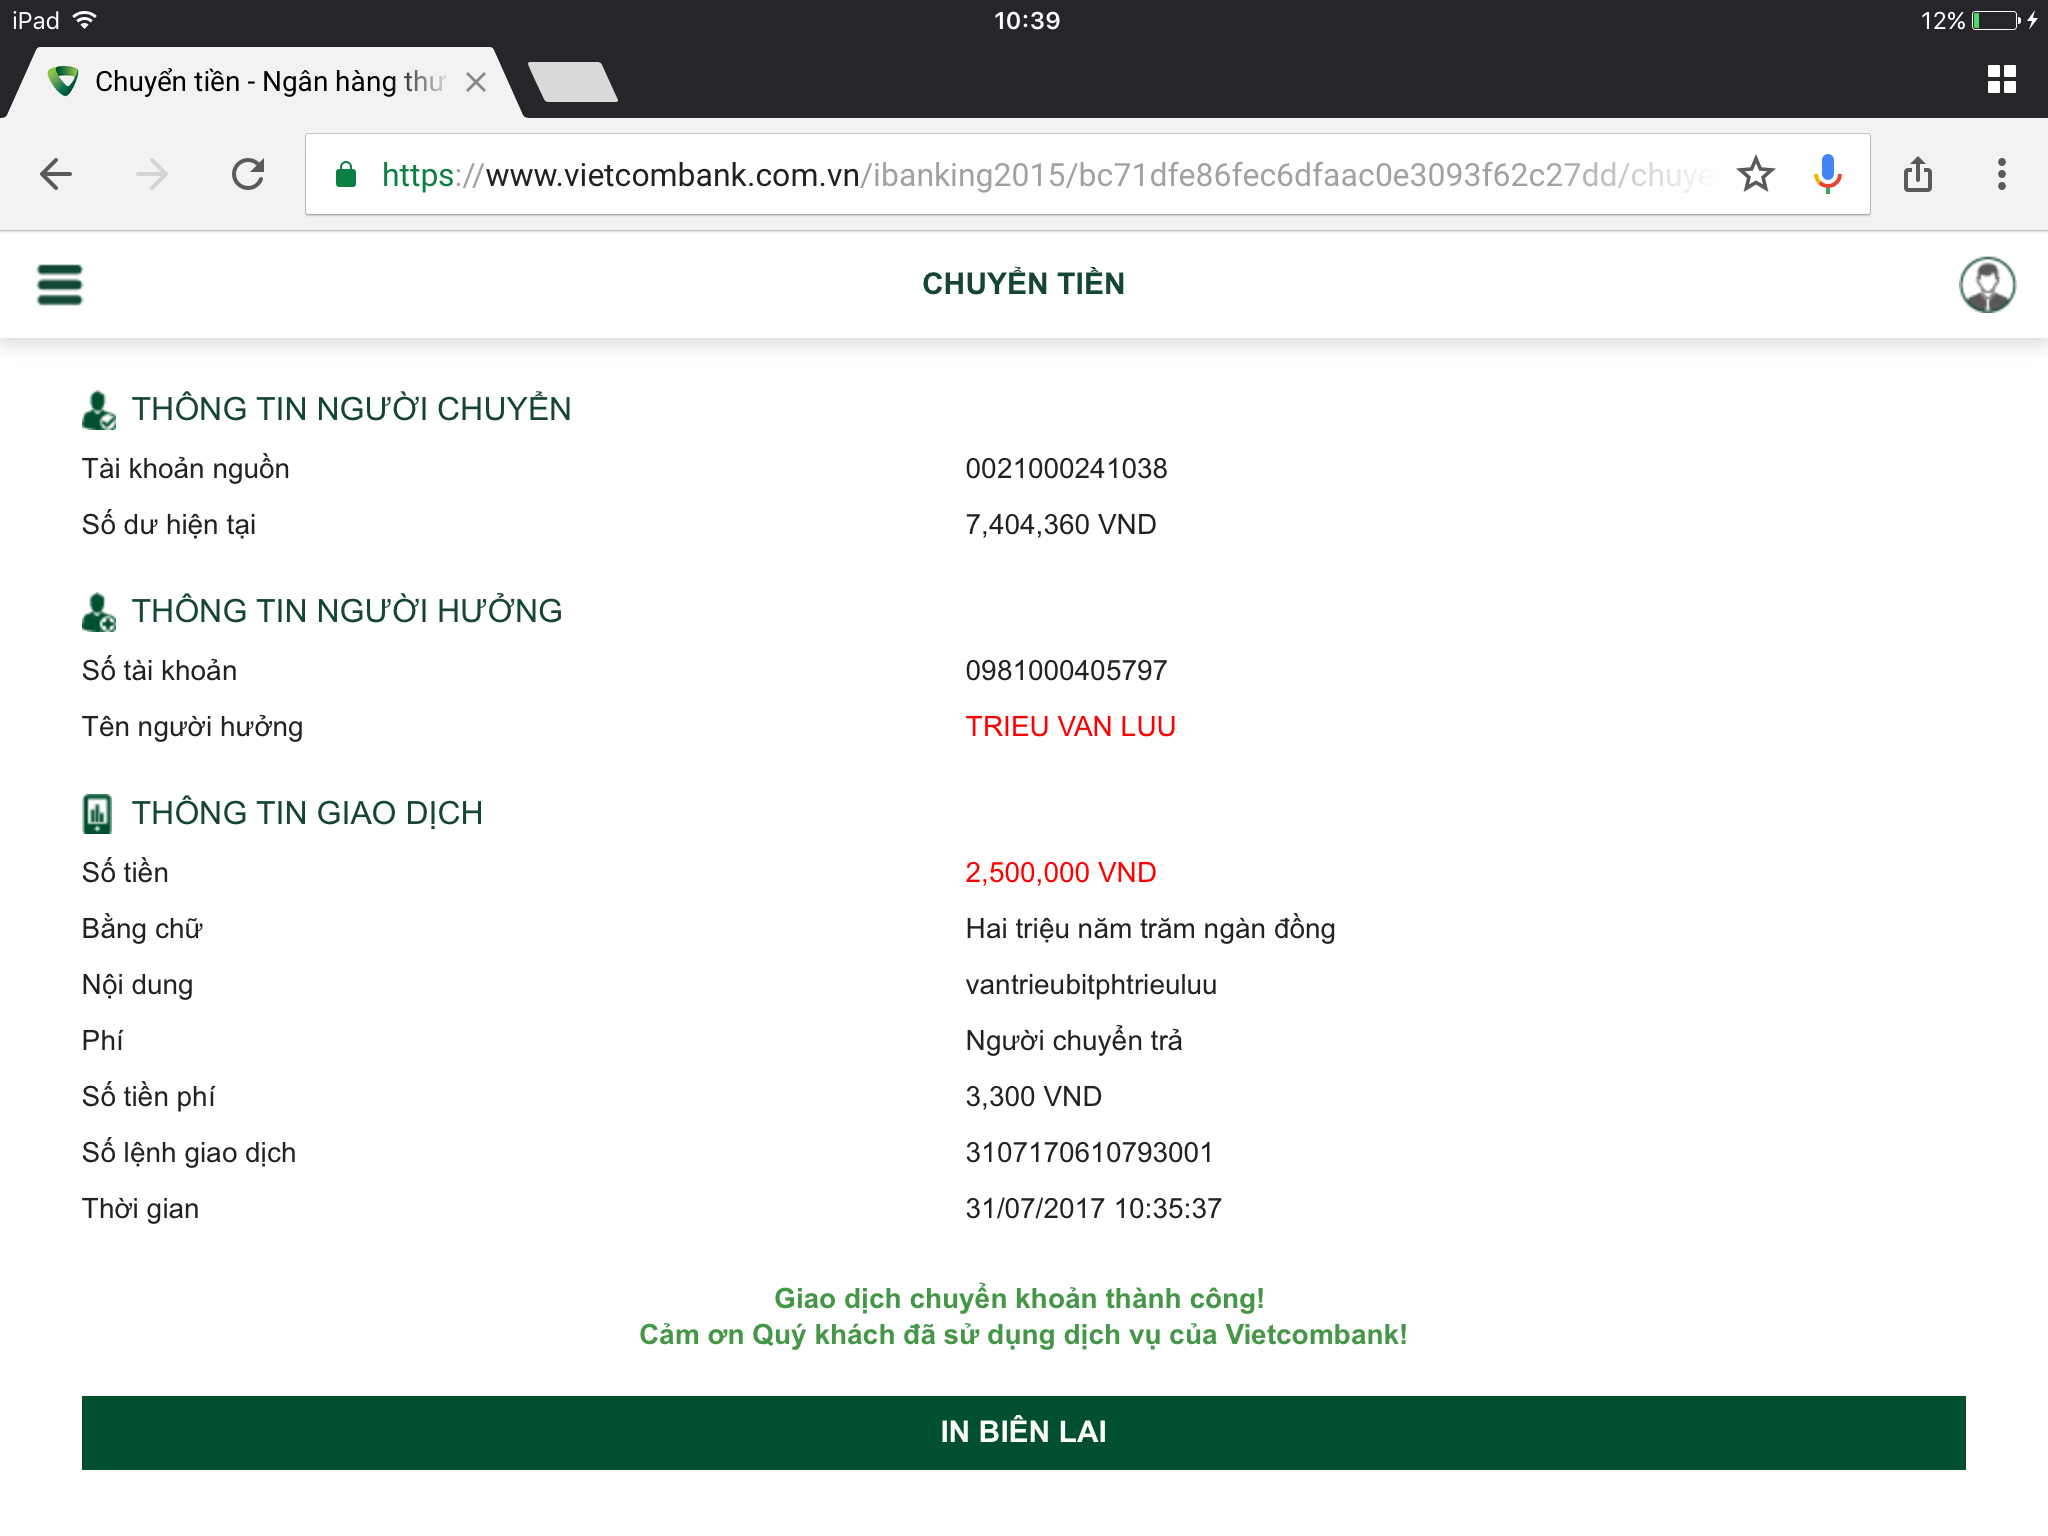 iPad
10:39
12%
Chuyển tiền - Ngân hàng thư
https://www.vietcombank.com.vn/ibanking2015/bc71dfe86fec6dfaac0e3093f62c27dd/chuye
CHUYỂN TIỀN
THÔNG TIN NGƯỜI CHUYỂN
Tài khoản nguồn 0021000241038
Số dư hiện tại 7,404,360 VND
THÔNG TIN NGƯỜI HƯỞNG
Số tài khoản 0981000405797
Tên người hưởng TRIEU VAN LUU
THÔNG TIN GIAO DỊCH
Số tiền 2,500,000 VND
Bằng chữ Hai triệu năm trăm ngàn đồng
Nội dung vantrieubitphtrieuluu
Phí Người chuyển trả
Số tiền phí 3,300 VND
Số lệnh giao dịch 3107170610793001
Thời gian 31/07/2017 10:35:37
Giao dịch chuyển khoản thành công!
Cảm ơn Quý khách đã sử dụng dịch vụ của Vietcombank!
IN BIÊN LAI